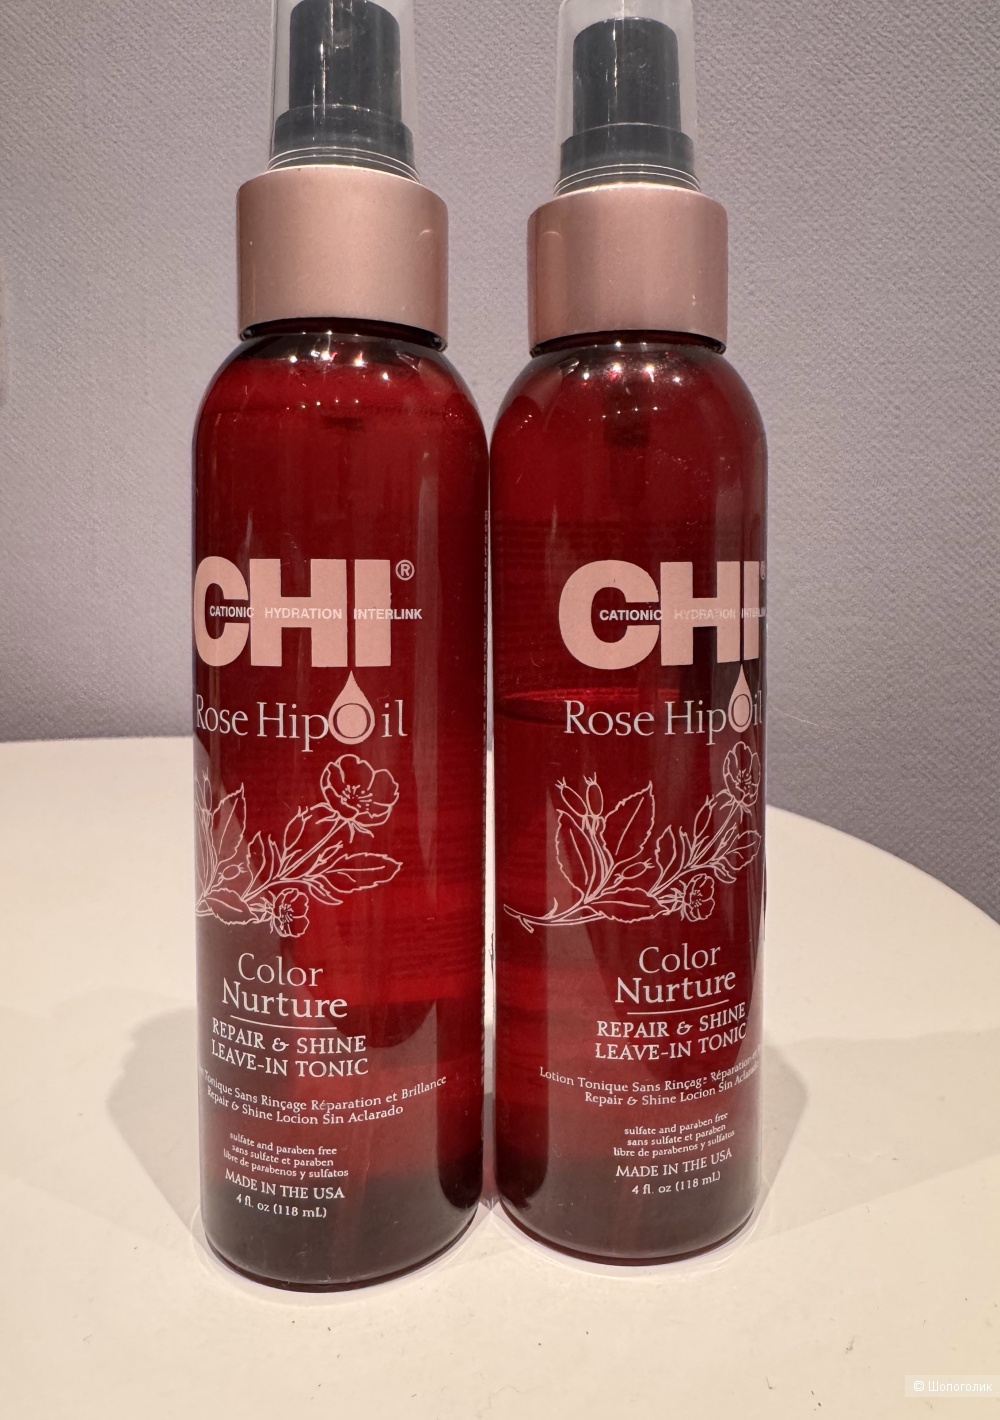 CHI®
CATIONIC HYDRATION INTERLINK
Rose Hip Oil
Color
Nurture
REPAIR & SHINE
LEAVE-IN TONIC
Tonique Sans Rinçage Réparation et Brillance
Repair & Shine Locion Sin Aclarado
sulfate and paraben free
sans sulfate et paraben
libre de parabenos y sulfatos
MADE IN THE USA
4 fl. oz (118 mL)
CHI®
CATIONIC HYDRATION INTERLINK
Rose Hip Oil
Color
Nurture
REPAIR & SHINE
LEAVE-IN TONIC
Lotion Tonique Sans Rinçage Réparation
Repair & Shine Locion Sin
sulfate and paraben free
sans sulfate et paraben
libre de parabenos y sulfatos
MADE IN THE USA
4 fl. oz (118 mL)
© Шопоголик